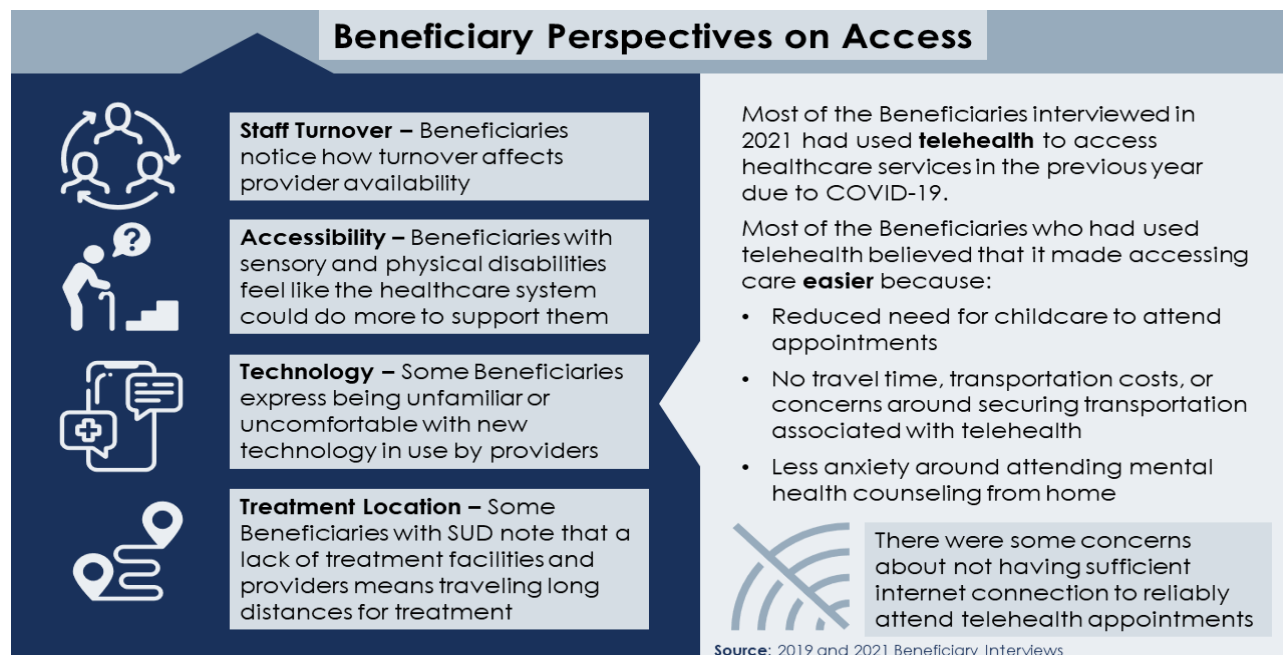 Beneficiary Perspectives on Access
Staff Turnover – Beneficiaries
notice how turnover affects
provider availability
Accessibility – Beneficiaries with
sensory and physical disabilities
feel like the healthcare system
could do more to support them
Technology – Some Beneficiaries
express being unfamiliar or
uncomfortable with new
technology in use by providers
Treatment Location – Some
Beneficiaries with SUD note that a
lack of treatment facilities and
providers means traveling long
distances for treatment
Most of the Beneficiaries interviewed in
2021 had used telehealth to access
healthcare services in the previous year
due to COVID-19.
Most of the Beneficiaries who had used
telehealth believed that it made accessing
care easier because:
• Reduced need for childcare to attend
appointments
• No travel time, transportation costs, or
concerns around securing transportation
associated with telehealth
• Less anxiety around attending mental
health counseling from home
There were some concerns
about not having sufficient
internet connection to reliably
attend telehealth appointments
Source: 2019 and 2021 Beneficiary Interviews